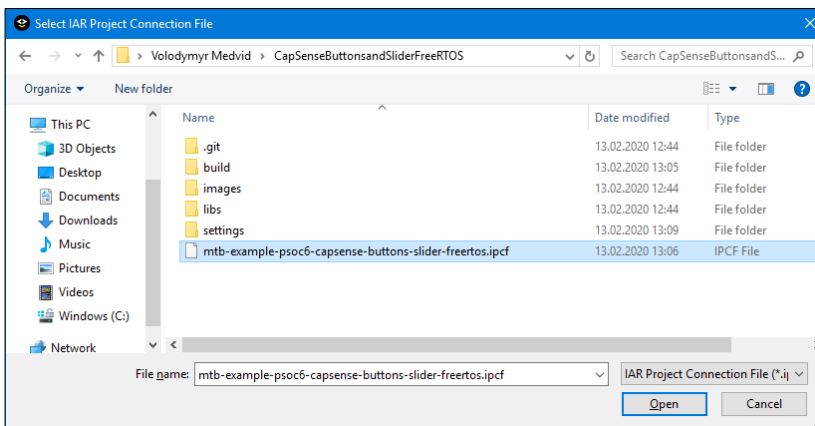 Select IAR Project Connection File
Volodymyr Medvid > CapSenseButtonsandSliderFreeRTOS
Search CapSenseButtonsandS...
Organize
New folder
This PC
3D Objects
Desktop
Documents
Downloads
Music
Pictures
Videos
Windows (C:)
Network
Name Date modified Type
.git 13.02.2020 12:44 File folder
build 13.02.2020 13:05 File folder
images 13.02.2020 12:44 File folder
libs 13.02.2020 12:44 File folder
settings 13.02.2020 13:09 File folder
mtb-example-psoc6-capsense-buttons-slider-freertos.ipcf 13.02.2020 13:06 IPCF File
File name: mtb-example-psoc6-capsense-buttons-slider-freertos.ipcf
IAR Project Connection File (*.ip
Open
Cancel